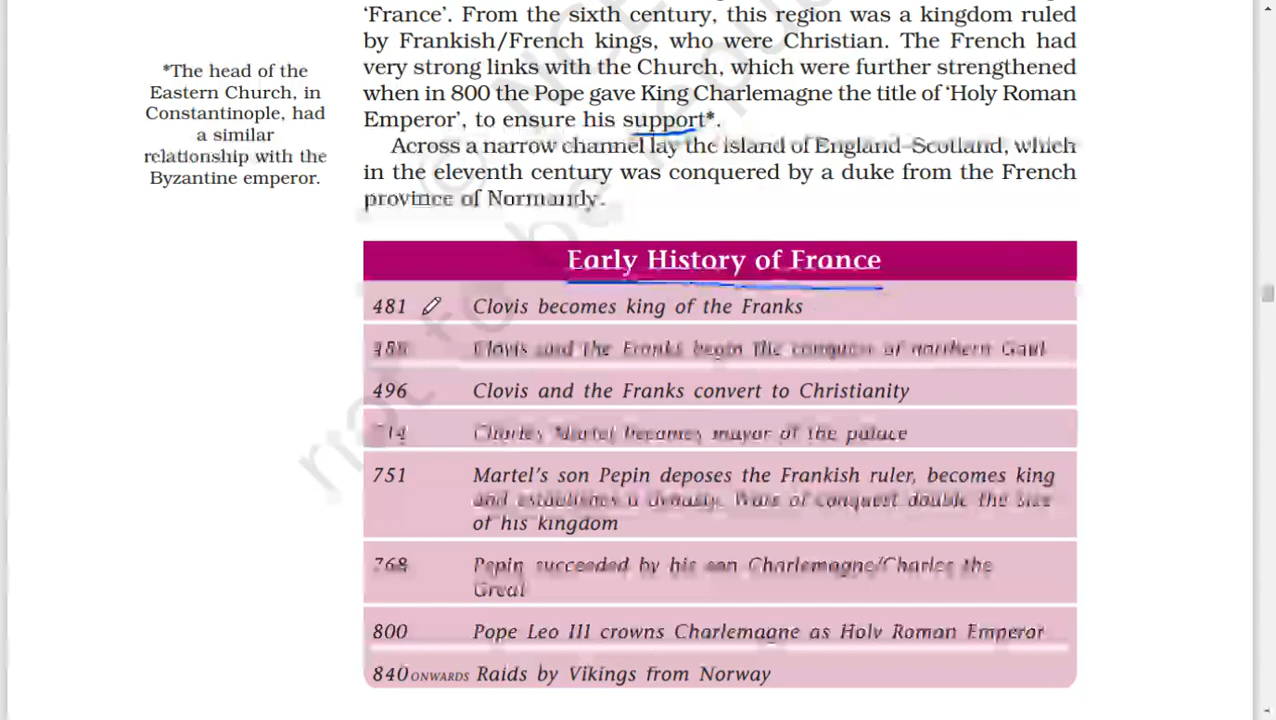 'France'. From the sixth century, this region was a kingdom ruled
by Frankish/French kings, who were Christian. The French had
very strong links with the Church, which were further strengthened
when in 800 the Pope gave King Charlemagne the title of 'Holy Roman
Emperor', to ensure his support*.
*The head of the
Eastern Church, in
Constantinople, had
a similar
relationship with the
Byzantine emperor.
Across a narrow channel lay the island of England–Scotland, which
in the eleventh century was conquered by a duke from the French
province of Normandy.
Early History of France
481 Clovis becomes king of the Franks
Clovis and the Franks begin the conquest of northern Gaul
496 Clovis and the Franks convert to Christianity
Charles Martel becomes mayor of the palace
751 Martel's son Pepin deposes the Frankish ruler, becomes king
and establishes a dynasty. Wars of conquest double the size
of his kingdom
768 Pepin succeeded by his son Charlemagne/Charles the
Great
800 Pope Leo III crowns Charlemagne as Holy Roman Emperor
840 ONWARDS Raids by Vikings from Norway